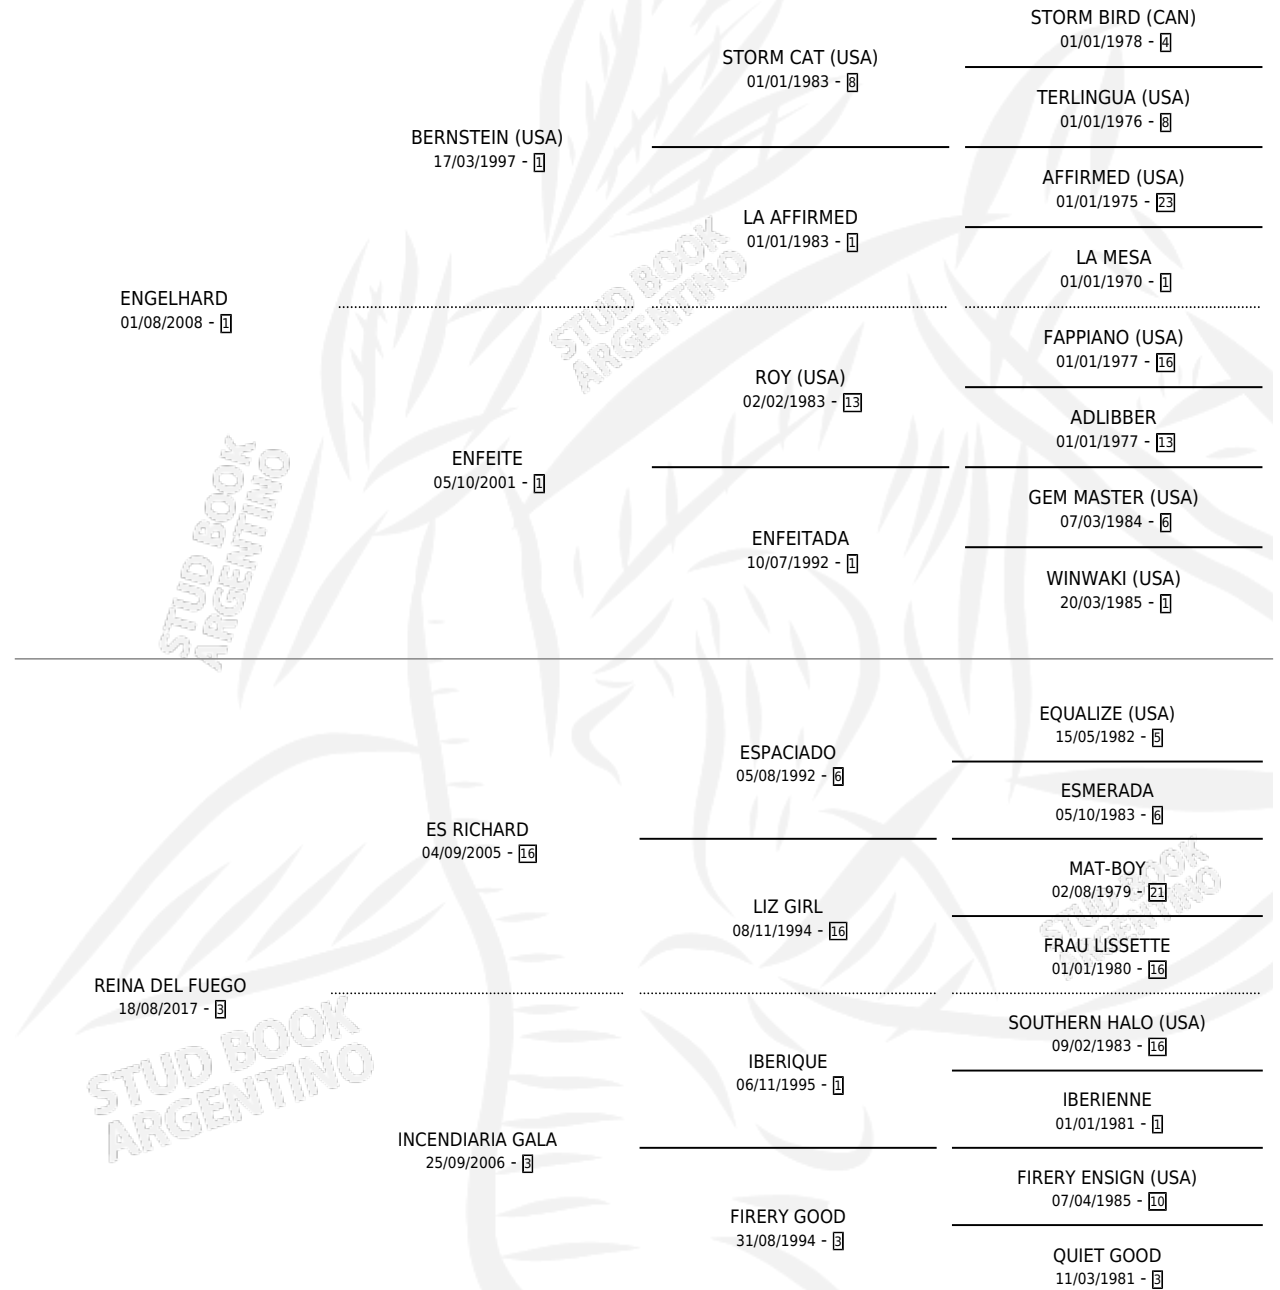 STORM BIRD (CAN)
01/01/1978 - 4
STORM CAT (USA)
01/01/1983 - 8
TERLINGUA (USA)
01/01/1976 - 8
BERNSTEIN (USA)
17/03/1997 - 1
AFFIRMED (USA)
01/01/1975 - 23
LA AFFIRMED
01/01/1983 - 1
LA MESA
01/01/1970 - 1
ENGELHARD
01/08/2008 - 1
STUD BOOK
ARGENTINO
FAPPIANO (USA)
01/01/1977 - 16
ROY (USA)
02/02/1983 - 13
ADLIBBER
01/01/1977 - 13
ENFEITE
05/10/2001 - 1
GEM MASTER (USA)
07/03/1984 - 6
ENFEITADA
10/07/1992 - 1
WINWAKI (USA)
20/03/1985 - 1
STUD BOOK
ARGENTINO
EQUALIZE (USA)
15/05/1982 - 5
ESPACIADO
05/08/1992 - 6
ESMERADA
05/10/1983 - 6
ES RICHARD
04/09/2005 - 16
MAT-BOY
02/08/1979 - 21
LIZ GIRL
08/11/1994 - 16
STUD BOOK
ARGENTINO
FRAU LISSETTE
01/01/1980 - 16
REINA DEL FUEGO
18/08/2017 - 3
SOUTHERN HALO (USA)
09/02/1983 - 16
IBERIQUE
06/11/1995 - 1
IBERIENNE
01/01/1981 - 1
STUD BOOK
ARGENTINO
INCENDIARIA GALA
25/09/2006 - 3
FIRERY ENSIGN (USA)
07/04/1985 - 10
FIRERY GOOD
31/08/1994 - 3
QUIET GOOD
11/03/1981 - 3